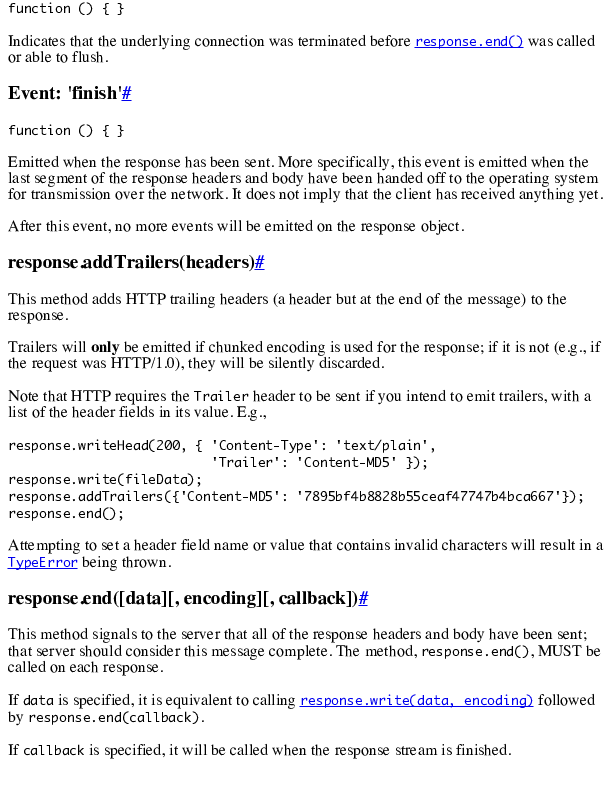 function () { }
Indicates that the underlying connection was terminated before response.end() was called
or able to flush.
Event: 'finish'#
function () { }
Emitted when the response has been sent. More specifically, this event is emitted when the
last segment of the response headers and body have been handed off to the operating system
for transmission over the network. It does not imply that the client has received anything yet.
After this event, no more events will be emitted on the response object.
response.addTrailers(headers)#
This method adds HTTP trailing headers (a header but at the end of the message) to the
response.
Trailers will only be emitted if chunked encoding is used for the response; if it is not (e.g., if
the request was HTTP/1.0), they will be silently discarded.
Note that HTTP requires the Trailer header to be sent if you intend to emit trailers, with a
list of the header fields in its value. E.g.,
response.writeHead(200, { 'Content-Type': 'text/plain',
                          'Trailer': 'Content-MD5' });
response.write(fileData);
response.addTrailers({'Content-MD5': '7895bf4b8828b55ceaf47747b4bca667'});
response.end();
Attempting to set a header field name or value that contains invalid characters will result in a
TypeError being thrown.
response.end([data][, encoding][, callback])#
This method signals to the server that all of the response headers and body have been sent;
that server should consider this message complete. The method, response.end(), MUST be
called on each response.
If data is specified, it is equivalent to calling response.write(data, encoding) followed
by response.end(callback).
If callback is specified, it will be called when the response stream is finished.